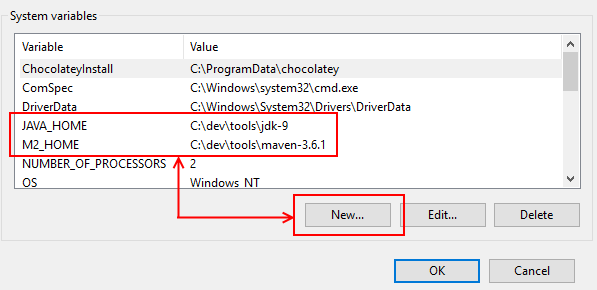 System variables
Variable Value
ChocolateyInstall C:\ProgramData\chocolatey
ComSpec C:\Windows\system32\cmd.exe
DriverData C:\Windows\System32\Drivers\DriverData
JAVA_HOME C:\dev\tools\jdk-9
M2_HOME C:\dev\tools\maven-3.6.1
NUMBER_OF_PROCESSORS 2
OS Windows_NT
New... Edit... Delete
OK Cancel